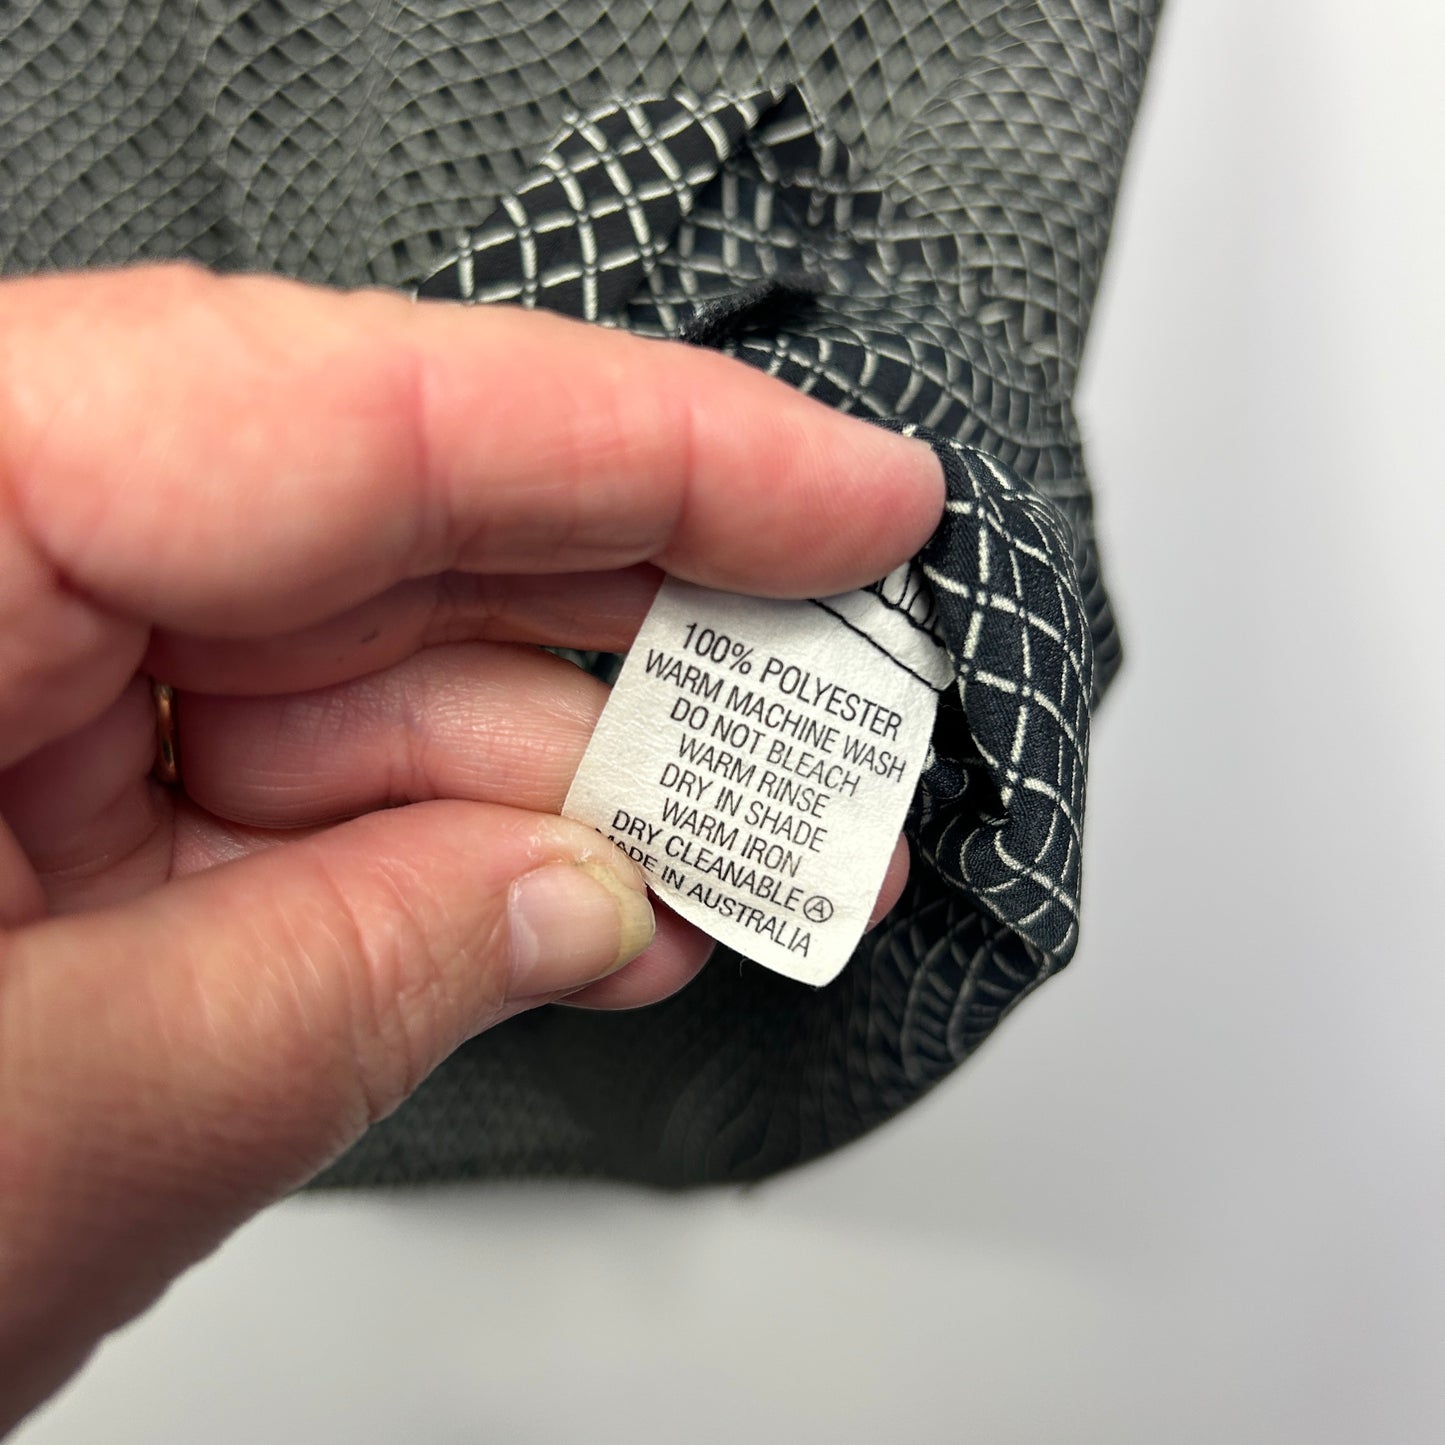 100% POLYESTER
WARM MACHINE WASH
DO NOT BLEACH
WARM RINSE
DRY IN SHADE
WARM IRON
DRY CLEANABLE Ⓐ
MADE IN AUSTRALIA